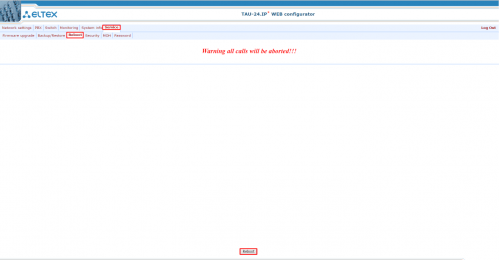 ELTEX
TAU-24.IP WEB configurator
Network settings PBX Switch Monitoring System info Service Log Out
Firmware upgrade Backup/Restore Reboot Security MOH Password
Warning all calls will be aborted!!!
Reboot